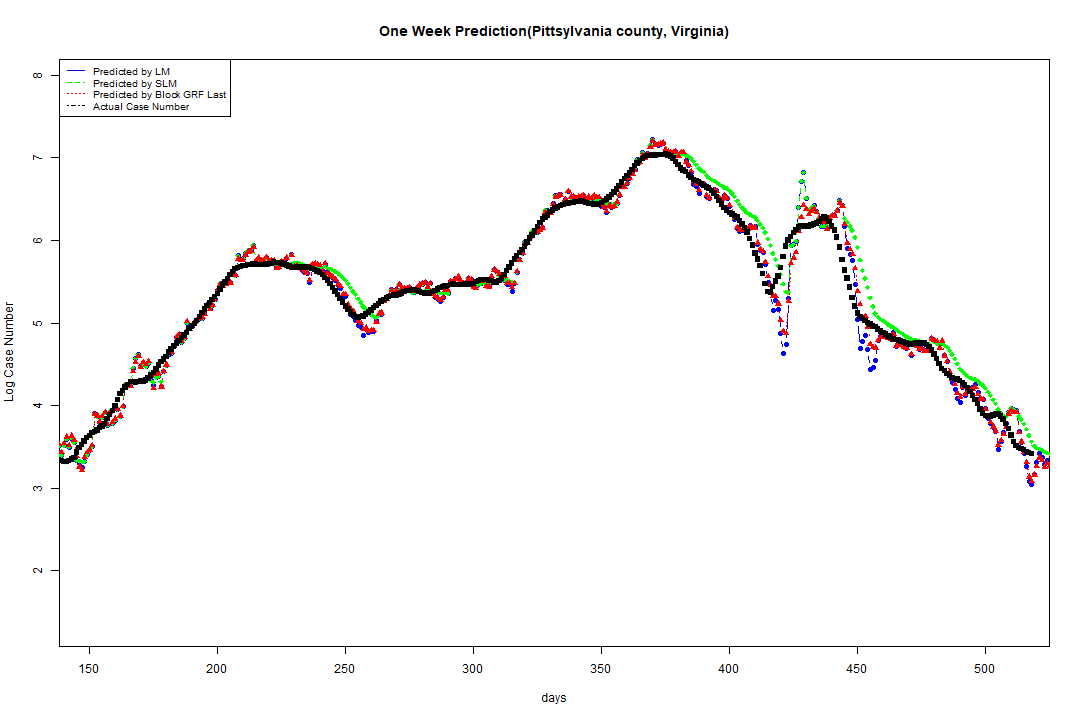 One Week Prediction(Pittsylvania county, Virginia)
Predicted by LM
Predicted by SLM
Predicted by Block GRF Last
Actual Case Number
8
7
6
5
4
3
2
Log Case Number
150 200 250 300 350 400 450 500
days